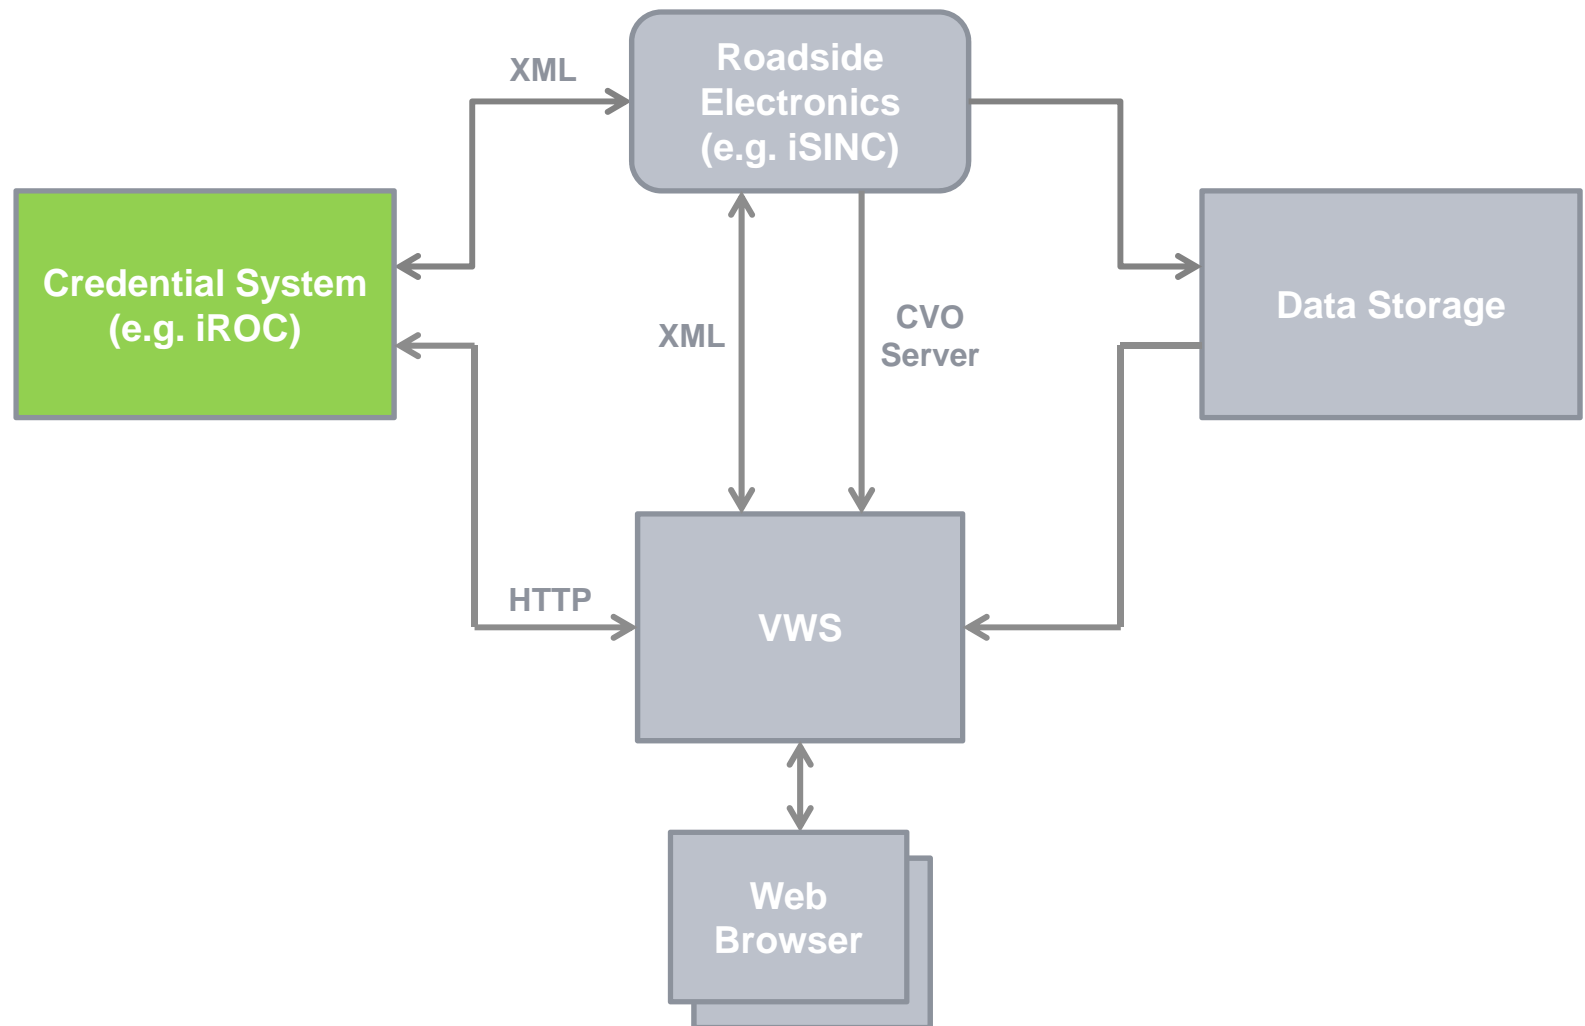 XML
Roadside
Electronics
(e.g. iSINC)
Credential System
(e.g. iROC)
XML
CVO
Server
Data Storage
HTTP
VWS
Web
Browser